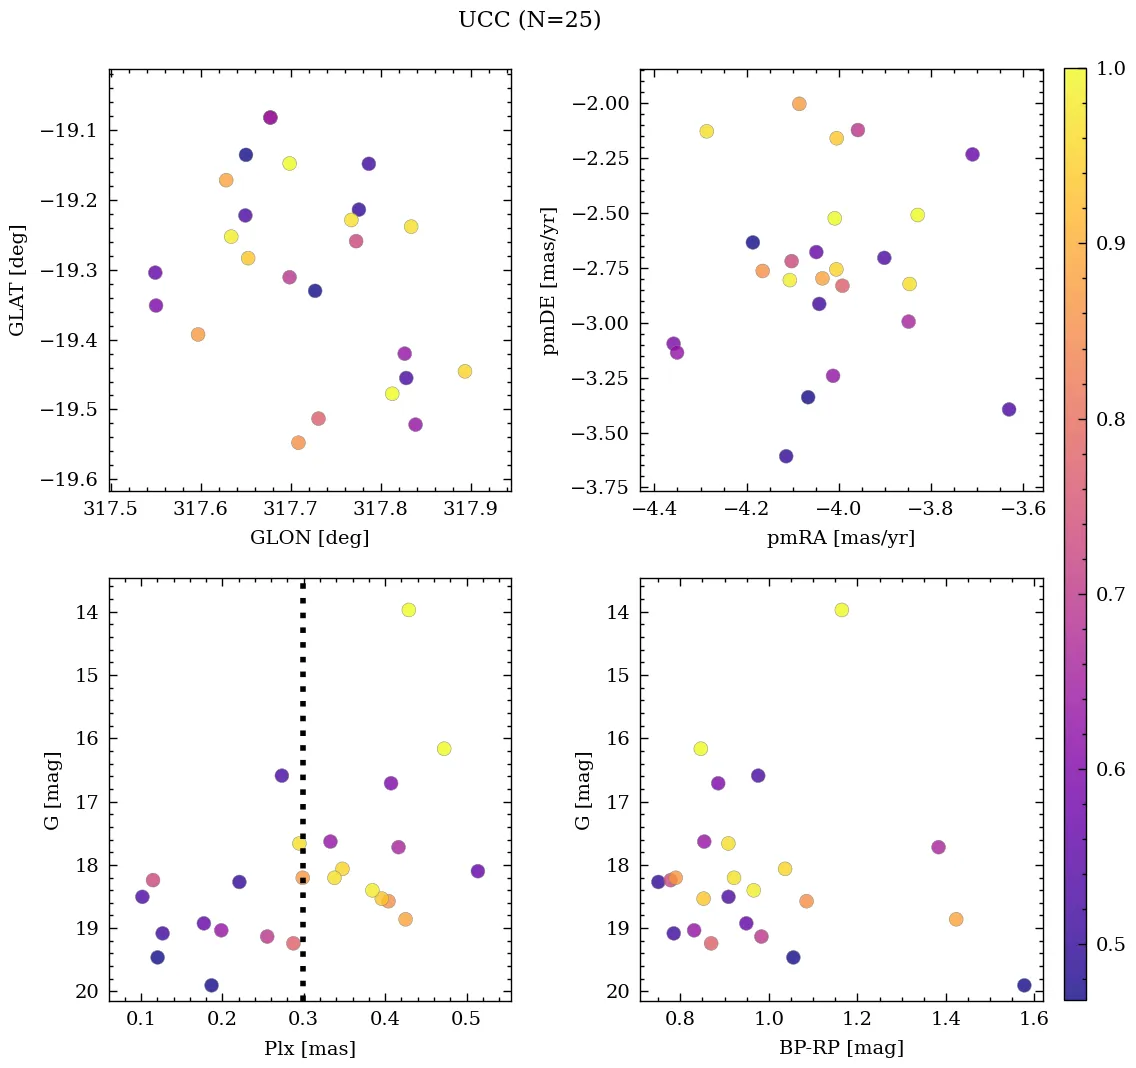 UCC (N=25)
−19.1
−19.2
−19.3
−19.4
−19.5
−19.6
GLAT [deg]
317.5 317.6 317.7 317.8 317.9
GLON [deg]
−2.00
−2.25
−2.50
−2.75
−3.00
−3.25
−3.50
−3.75
pmDE [mas/yr]
−4.4 −4.2 −4.0 −3.8 −3.6
pmRA [mas/yr]
14
15
16
17
18
19
20
G [mag]
0.1 0.2 0.3 0.4 0.5
Plx [mas]
14
15
16
17
18
19
20
G [mag]
0.8 1.0 1.2 1.4 1.6
BP-RP [mag]
1.0
0.9
0.8
0.7
0.6
0.5